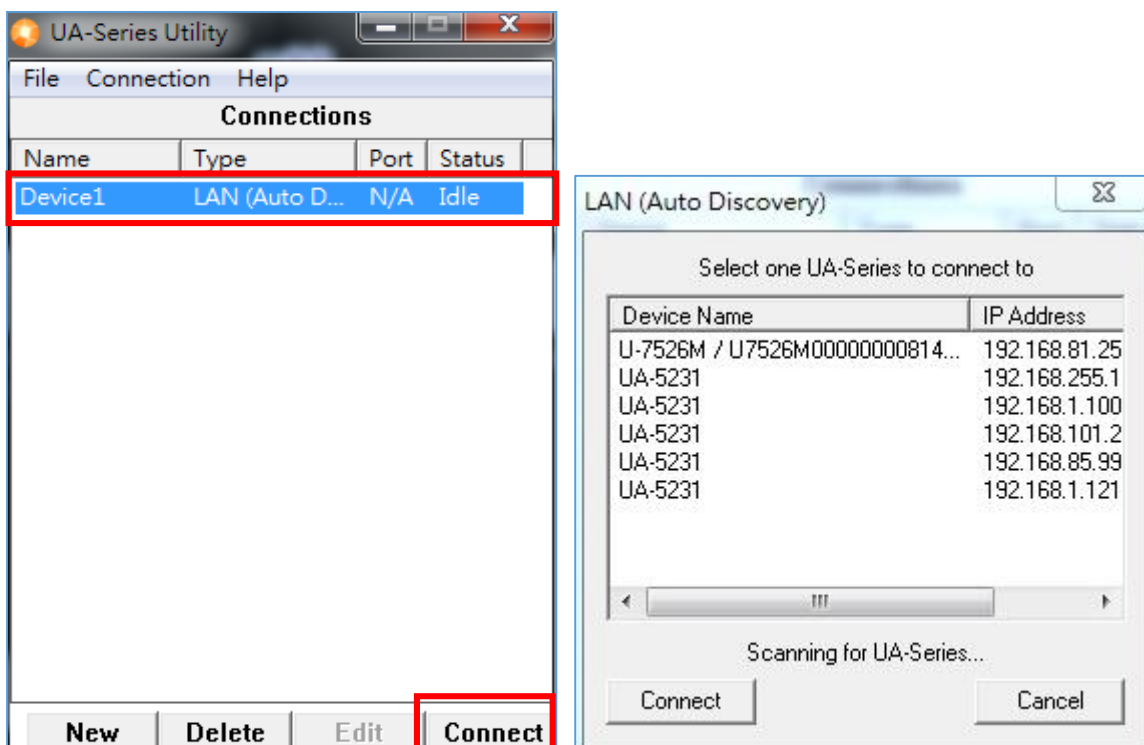 UA-Series Utility
File Connection Help
Connections
Name Type Port Status
Device1 LAN (Auto D... N/A Idle
New Delete Edit Connect
LAN (Auto Discovery)
Select one UA-Series to connect to
Device Name IP Address
U-7526M / U7526M00000000814... 192.168.81.25
UA-5231 192.168.255.1
UA-5231 192.168.1.100
UA-5231 192.168.101.2
UA-5231 192.168.85.99
UA-5231 192.168.1.121
Scanning for UA-Series...
Connect Cancel